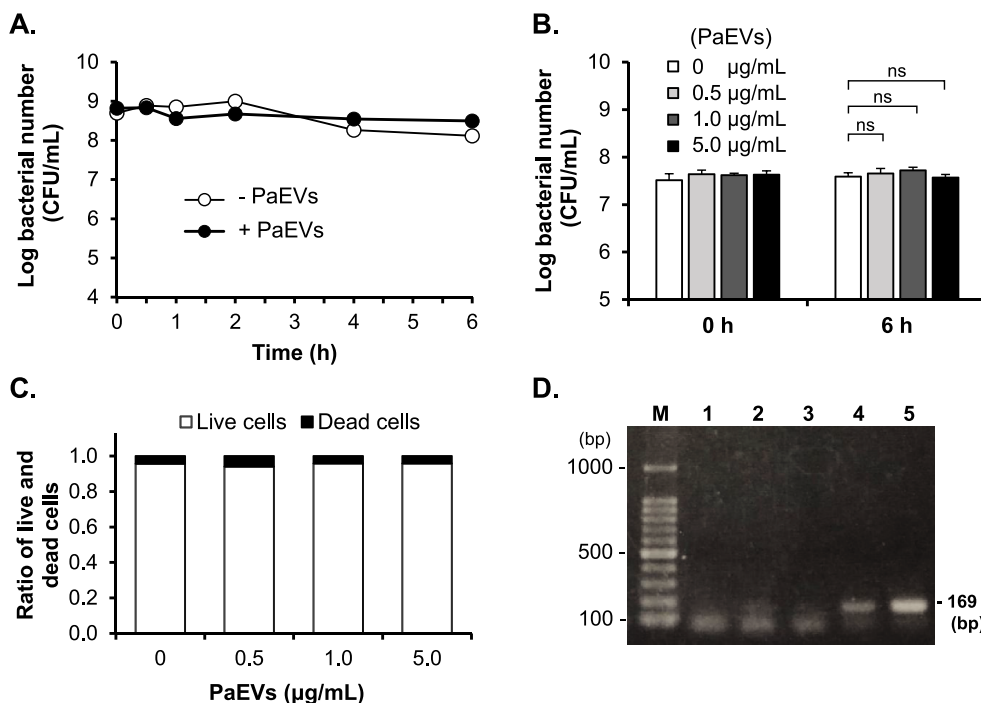 A.
Log bacterial number
(CFU/mL)
10
9
8
7
6
5
4
- PaEVs
+ PaEVs
0 1 2 3 4 5 6
Time (h)
B.
Log bacterial number
(CFU/mL)
10
9
8
7
6
5
(PaEVs)
0 µg/mL
0.5 µg/mL
1.0 µg/mL
5.0 µg/mL
ns
ns
ns
0 h 6 h
C.
Live cells Dead cells
Ratio of live and
dead cells
1.0
0.8
0.6
0.4
0.2
0.0
0 0.5 1.0 5.0
PaEVs (µg/mL)
D.
M 1 2 3 4 5
(bp)
1000 -
500 -
100 -
- 169
(bp)